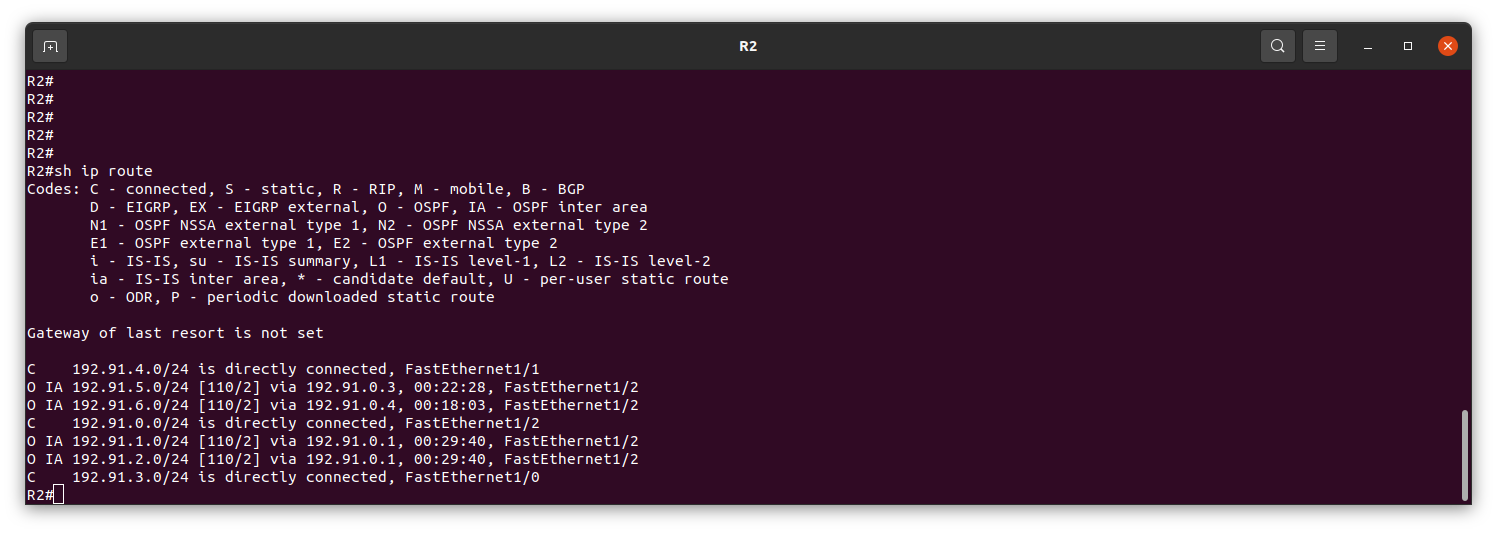 R2
R2#
R2#
R2#
R2#
R2#
R2#sh ip route
Codes: C - connected, S - static, R - RIP, M - mobile, B - BGP
       D - EIGRP, EX - EIGRP external, O - OSPF, IA - OSPF inter area
       N1 - OSPF NSSA external type 1, N2 - OSPF NSSA external type 2
       E1 - OSPF external type 1, E2 - OSPF external type 2
       i - IS-IS, su - IS-IS summary, L1 - IS-IS level-1, L2 - IS-IS level-2
       ia - IS-IS inter area, * - candidate default, U - per-user static route
       o - ODR, P - periodic downloaded static route
Gateway of last resort is not set
C    192.91.4.0/24 is directly connected, FastEthernet1/1
O IA 192.91.5.0/24 [110/2] via 192.91.0.3, 00:22:28, FastEthernet1/2
O IA 192.91.6.0/24 [110/2] via 192.91.0.4, 00:18:03, FastEthernet1/2
C    192.91.0.0/24 is directly connected, FastEthernet1/2
O IA 192.91.1.0/24 [110/2] via 192.91.0.1, 00:29:40, FastEthernet1/2
O IA 192.91.2.0/24 [110/2] via 192.91.0.1, 00:29:40, FastEthernet1/2
C    192.91.3.0/24 is directly connected, FastEthernet1/0
R2#